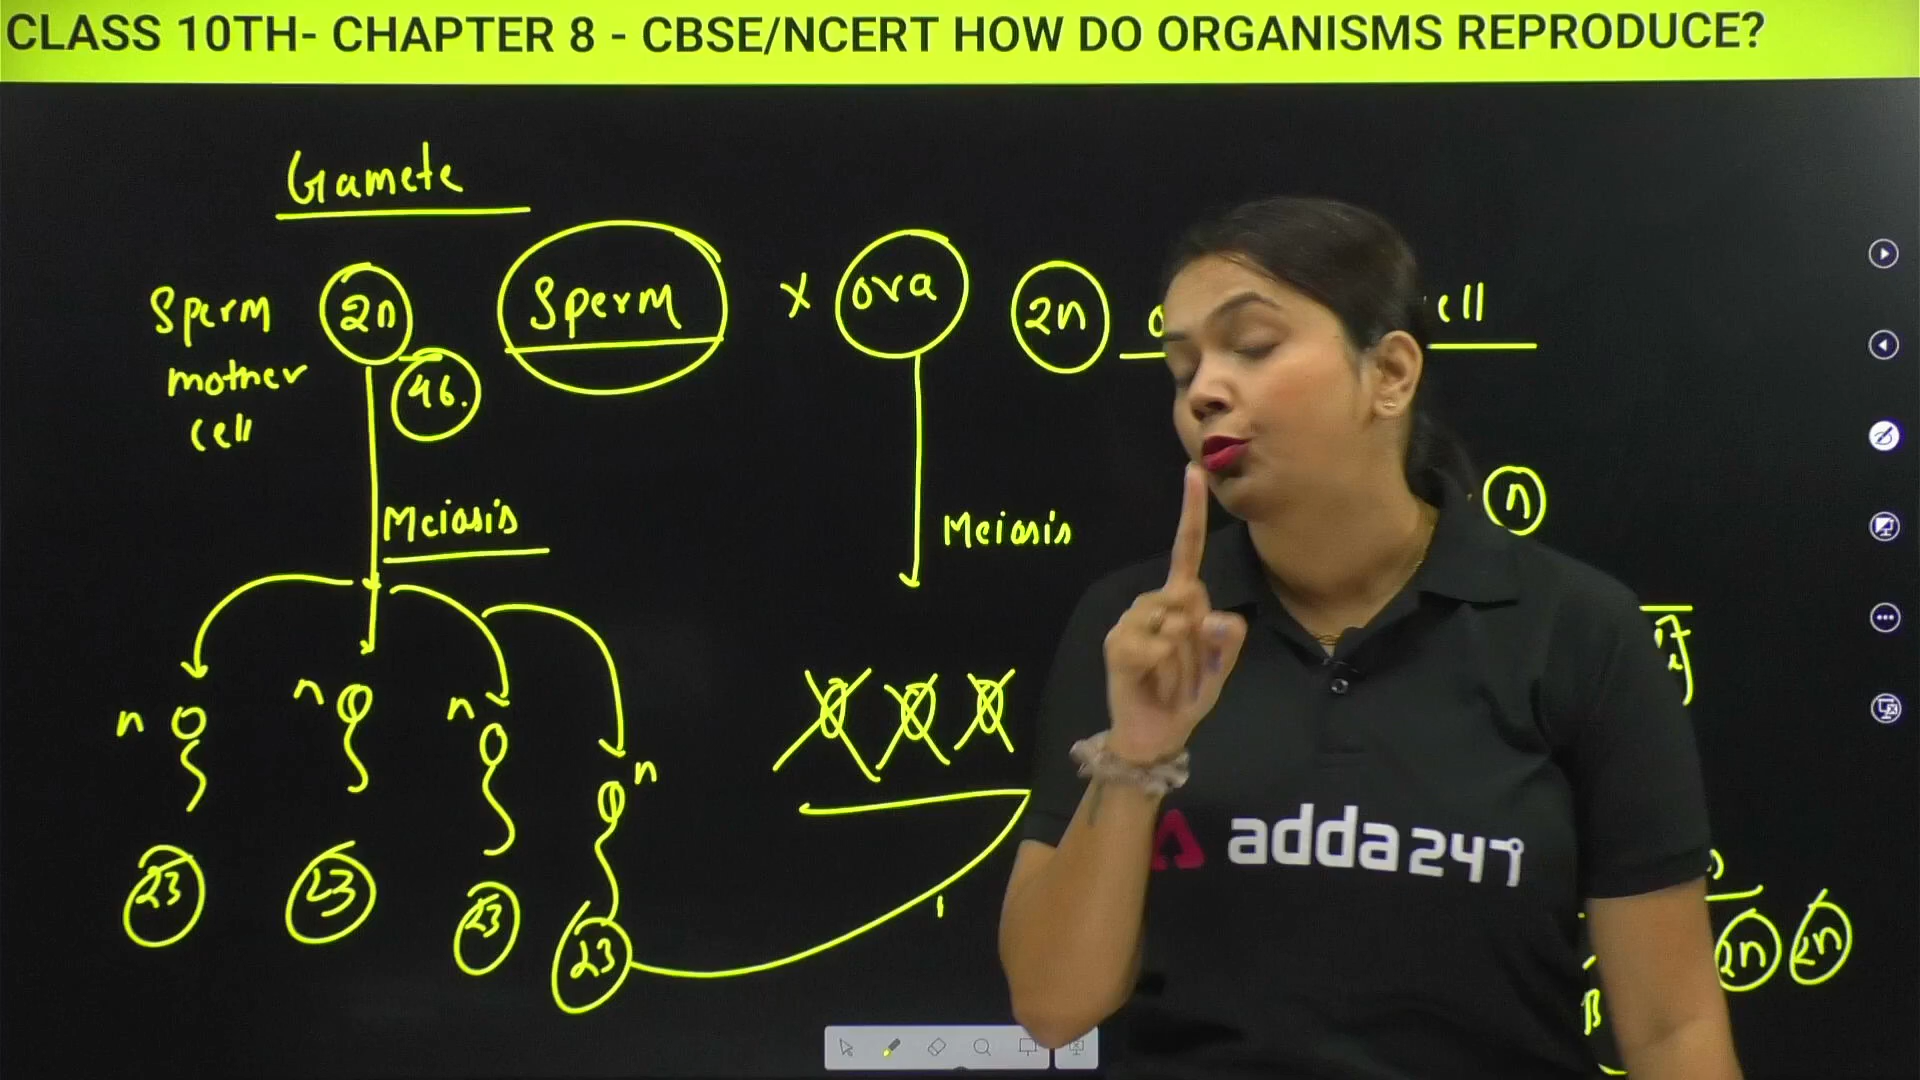 CLASS 10TH- CHAPTER 8 - CBSE/NCERT HOW DO ORGANISMS REPRODUCE?
Gamete
Sperm 2n Sperm x ova 2n
mother 46.
cell
Meiosis Meiosis n
n n n n
23 23 23 23
2n 2n
adda247